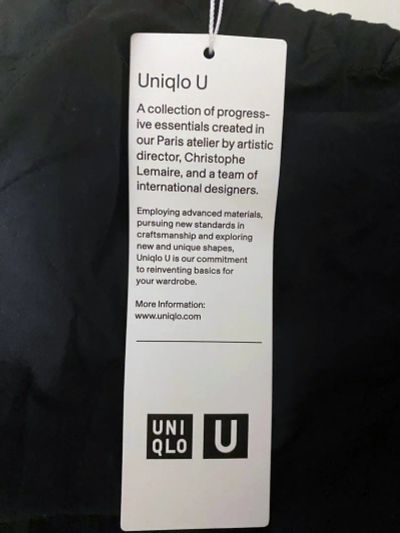 Uniqlo U
A collection of progress-
ive essentials created in
our Paris atelier by artistic
director, Christophe
Lemaire, and a team of
international designers.
Employing advanced materials,
pursuing new standards in
craftsmanship and exploring
new and unique shapes,
Uniqlo U is our commitment
to reinventing basics for
your wardrobe.
More Information:
www.uniqlo.com
UNI
QLO
U